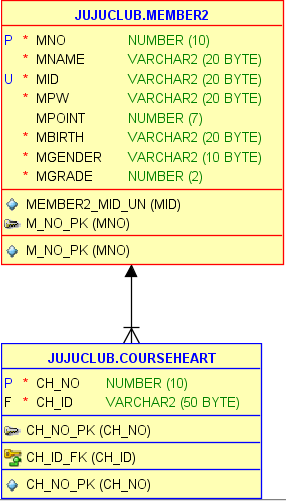 JUJUCLUB.MEMBER2
P * MNO NUMBER (10)
* MNAME VARCHAR2 (20 BYTE)
U * MID VARCHAR2 (20 BYTE)
* MPW VARCHAR2 (20 BYTE)
MPOINT NUMBER (7)
* MBIRTH VARCHAR2 (20 BYTE)
* MGENDER VARCHAR2 (10 BYTE)
* MGRADE NUMBER (2)
MEMBER2_MID_UN (MID)
M_NO_PK (MNO)
M_NO_PK (MNO)
JUJUCLUB.COURSEHEART
P * CH_NO NUMBER (10)
F * CH_ID VARCHAR2 (50 BYTE)
CH_NO_PK (CH_NO)
CH_ID_FK (CH_ID)
CH_NO_PK (CH_NO)